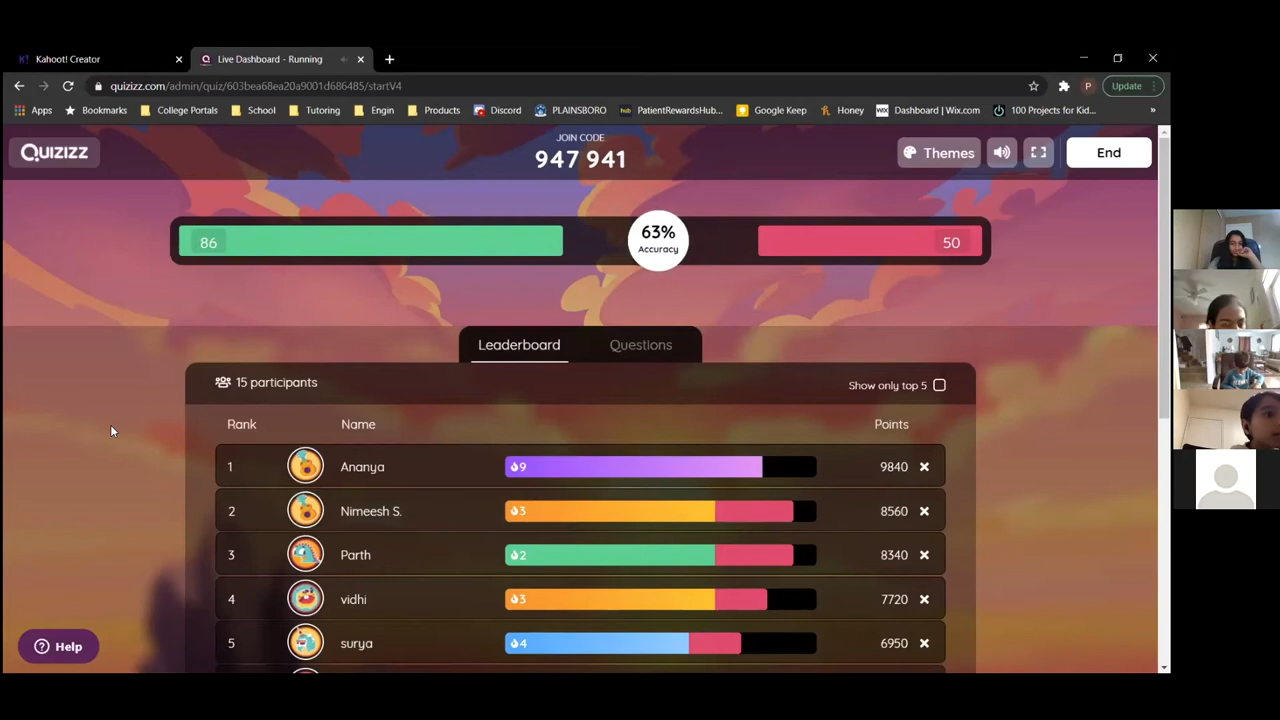 Kahoot! Creator
Live Dashboard - Running
quizizz.com/admin/quiz/603bea68ea20a9001d686485/startV4
P
Update
Apps
Bookmarks
College Portals
School
Tutoring
Engin
Products
Discord
PLAINSBORO
PatientRewardsHub...
Google Keep
Honey
WIX
Dashboard | Wix.com
100 Projects for Kid...
»
QUIZIZZ
JOIN CODE
947 941
Themes
End
86
63%
Accuracy
50
Leaderboard
Questions
15 participants
Show only top 5
Rank
Name
Points
1 Ananya 9 9840
2 Nimeesh S. 3 8560
3 Parth 2 8340
4 vidhi 3 7720
5 surya 4 6950
Help